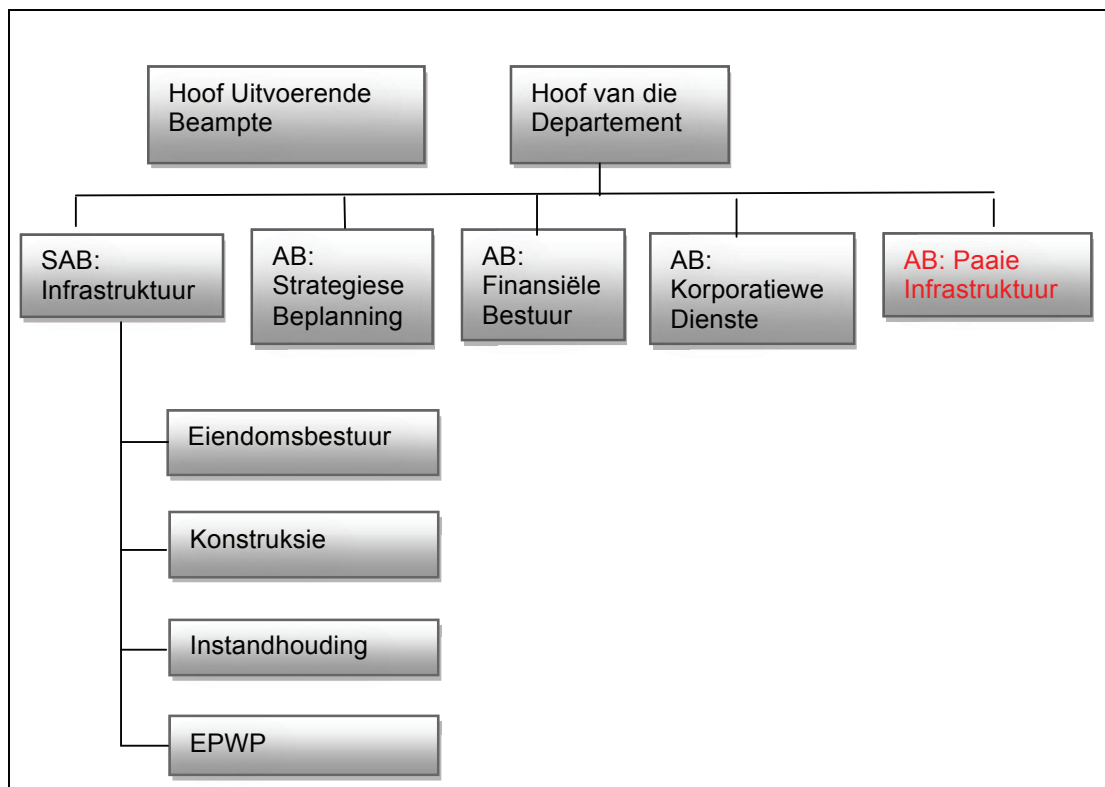 Hoof Uitvoerende
Beampte
Hoof van die
Departement
SAB:
Infrastruktuur
AB:
Strategiese
Beplanning
AB:
Finansiële
Bestuur
AB:
Korporatiewe
Dienste
AB: Paaie
Infrastruktuur
Eiendomsbestuur
Konstruksie
Instandhouding
EPWP